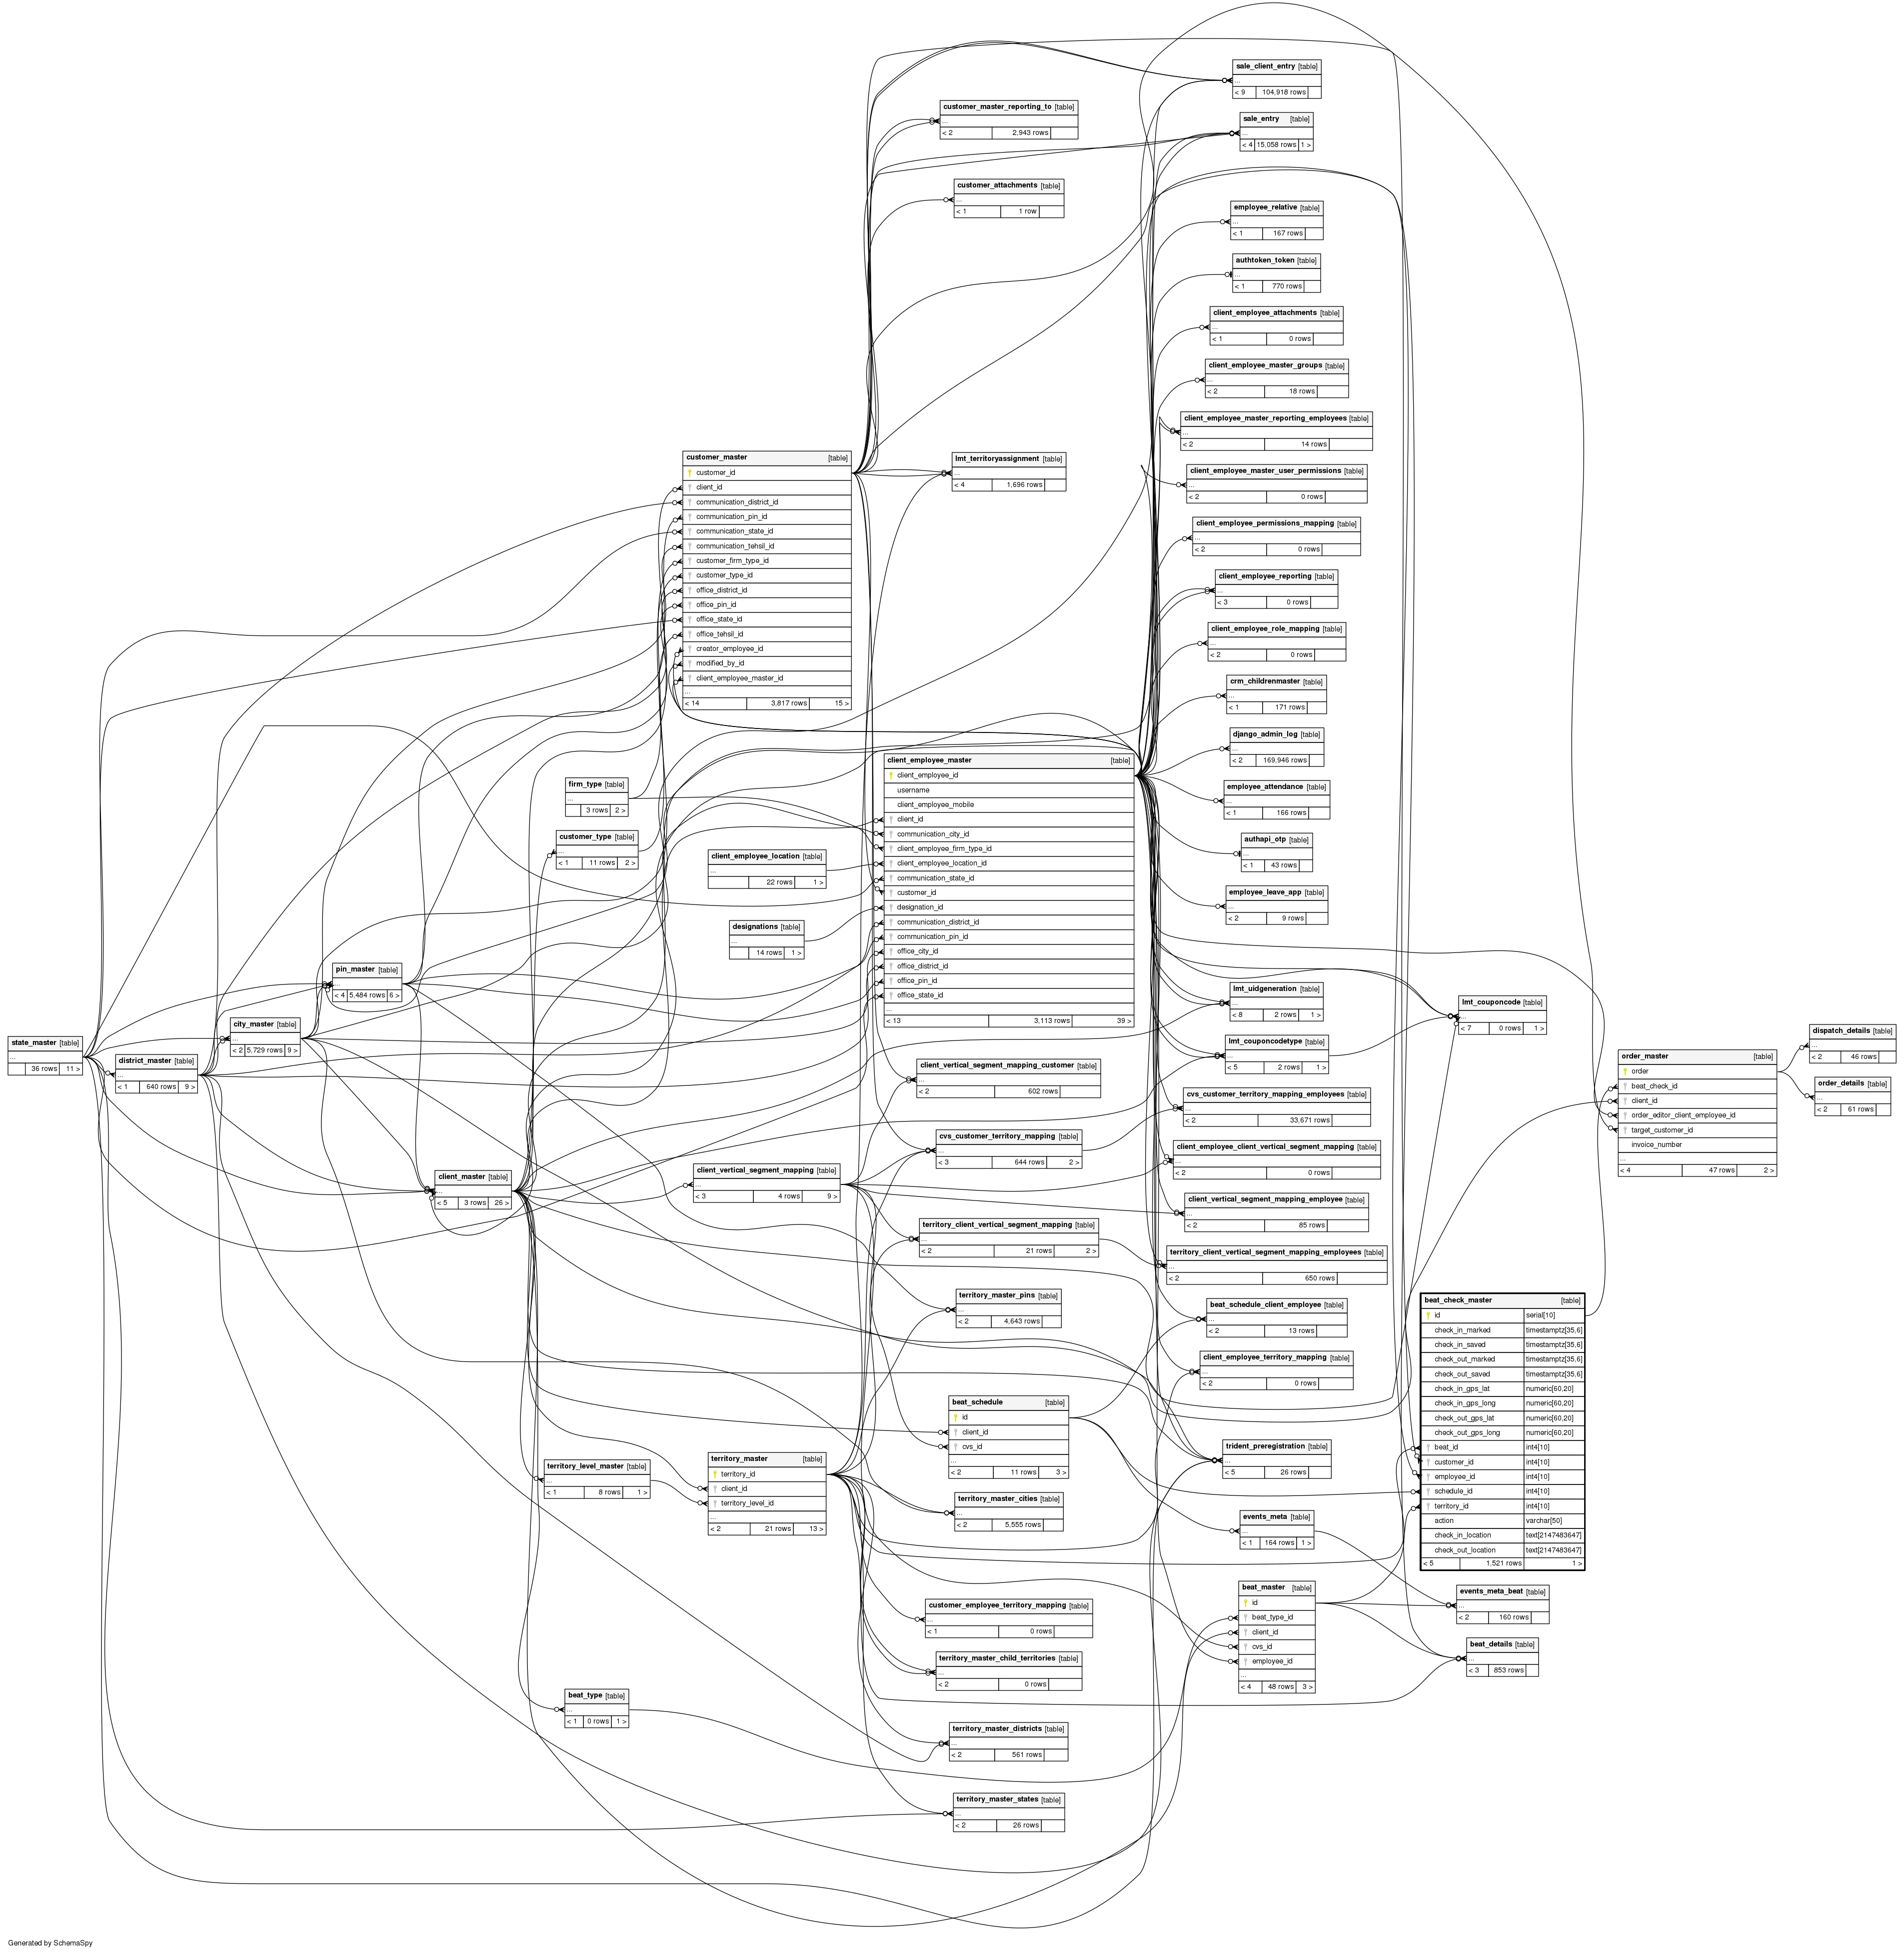 sale_client_entry [table]
...
< 9 104,918 rows
customer_master_reporting_to [table]
...
< 2 2,943 rows
sale_entry [table]
...
< 4 15,058 rows 1 >
customer_attachments [table]
...
< 1 1 row
employee_relative [table]
...
< 1 167 rows
authtoken_token [table]
...
< 1 770 rows
client_employee_attachments [table]
...
< 1 0 rows
client_employee_master_groups [table]
...
< 2 18 rows
client_employee_master_reporting_employees [table]
...
< 2 14 rows
customer_master [table]
customer_id
client_id
communication_district_id
communication_pin_id
communication_state_id
communication_tehsil_id
customer_firm_type_id
customer_type_id
office_district_id
office_pin_id
office_state_id
office_tehsil_id
creator_employee_id
modified_by_id
client_employee_master_id
...
< 14 3,817 rows 15 >
lmt_territoryassignment [table]
...
< 4 1,696 rows
client_employee_master_user_permissions [table]
...
< 2 0 rows
client_employee_permissions_mapping [table]
...
< 2 0 rows
client_employee_reporting [table]
...
< 3 0 rows
client_employee_role_mapping [table]
...
< 2 0 rows
crm_childrenmaster [table]
...
< 1 171 rows
django_admin_log [table]
...
< 2 169,946 rows
client_employee_master [table]
client_employee_id
username
client_employee_mobile
client_id
communication_city_id
client_employee_firm_type_id
client_employee_location_id
communication_state_id
customer_id
designation_id
communication_district_id
communication_pin_id
office_city_id
office_district_id
office_pin_id
office_state_id
...
< 13 3,113 rows 39 >
firm_type [table]
...
3 rows 2 >
employee_attendance [table]
...
< 1 166 rows
customer_type [table]
...
< 1 11 rows 2 >
authapi_otp [table]
...
< 1 43 rows
client_employee_location [table]
...
22 rows 1 >
employee_leave_app [table]
...
< 2 9 rows
designations [table]
...
14 rows 1 >
pin_master [table]
...
< 4 5,484 rows 6 >
lmt_uidgeneration [table]
...
< 8 2 rows 1 >
lmt_couponcode [table]
...
< 7 0 rows 1 >
city_master [table]
...
< 2 5,729 rows 9 >
dispatch_details [table]
...
< 2 46 rows
state_master [table]
...
36 rows 11 >
lmt_couponcodetype [table]
...
< 5 2 rows 1 >
order_master [table]
order
beat_check_id
client_id
order_editor_client_employee_id
target_customer_id
invoice_number
...
< 4 47 rows 2 >
district_master [table]
...
< 1 640 rows 9 >
client_vertical_segment_mapping_customer [table]
...
< 2 602 rows
order_details [table]
...
< 2 61 rows
cvs_customer_territory_mapping_employees [table]
...
< 2 33,671 rows
cvs_customer_territory_mapping [table]
...
< 3 644 rows 2 >
client_employee_client_vertical_segment_mapping [table]
...
< 2 0 rows
client_vertical_segment_mapping [table]
...
< 3 4 rows 9 >
client_master [table]
...
< 5 3 rows 26 >
client_vertical_segment_mapping_employee [table]
...
< 2 85 rows
territory_client_vertical_segment_mapping [table]
...
< 2 21 rows 2 >
territory_client_vertical_segment_mapping_employees [table]
...
< 2 650 rows
territory_master_pins [table]
...
< 2 4,643 rows
beat_schedule_client_employee [table]
...
< 2 13 rows
beat_check_master [table]
id serial[10]
check_in_marked timestamptz[35,6]
check_in_saved timestamptz[35,6]
check_out_marked timestamptz[35,6]
check_out_saved timestamptz[35,6]
check_in_gps_lat numeric[60,20]
check_in_gps_long numeric[60,20]
check_out_gps_lat numeric[60,20]
check_out_gps_long numeric[60,20]
beat_id int4[10]
customer_id int4[10]
employee_id int4[10]
schedule_id int4[10]
territory_id int4[10]
action varchar[50]
check_in_location text[2147483647]
check_out_location text[2147483647]
< 5 1,521 rows 1 >
client_employee_territory_mapping [table]
...
< 2 0 rows
beat_schedule [table]
id
client_id
cvs_id
...
< 2 11 rows 3 >
trident_preregistration [table]
...
< 5 26 rows
territory_master [table]
territory_id
client_id
territory_level_id
...
< 2 21 rows 13 >
territory_level_master [table]
...
< 1 8 rows 1 >
territory_master_cities [table]
...
< 2 5,555 rows
events_meta [table]
...
< 1 164 rows 1 >
beat_master [table]
id
beat_type_id
client_id
cvs_id
employee_id
...
< 4 48 rows 3 >
events_meta_beat [table]
...
< 2 160 rows
customer_employee_territory_mapping [table]
...
< 1 0 rows
beat_details [table]
...
< 3 853 rows
territory_master_child_territories [table]
...
< 2 0 rows
beat_type [table]
...
< 1 0 rows 1 >
territory_master_districts [table]
...
< 2 561 rows
territory_master_states [table]
...
< 2 26 rows
Generated by SchemaSpy